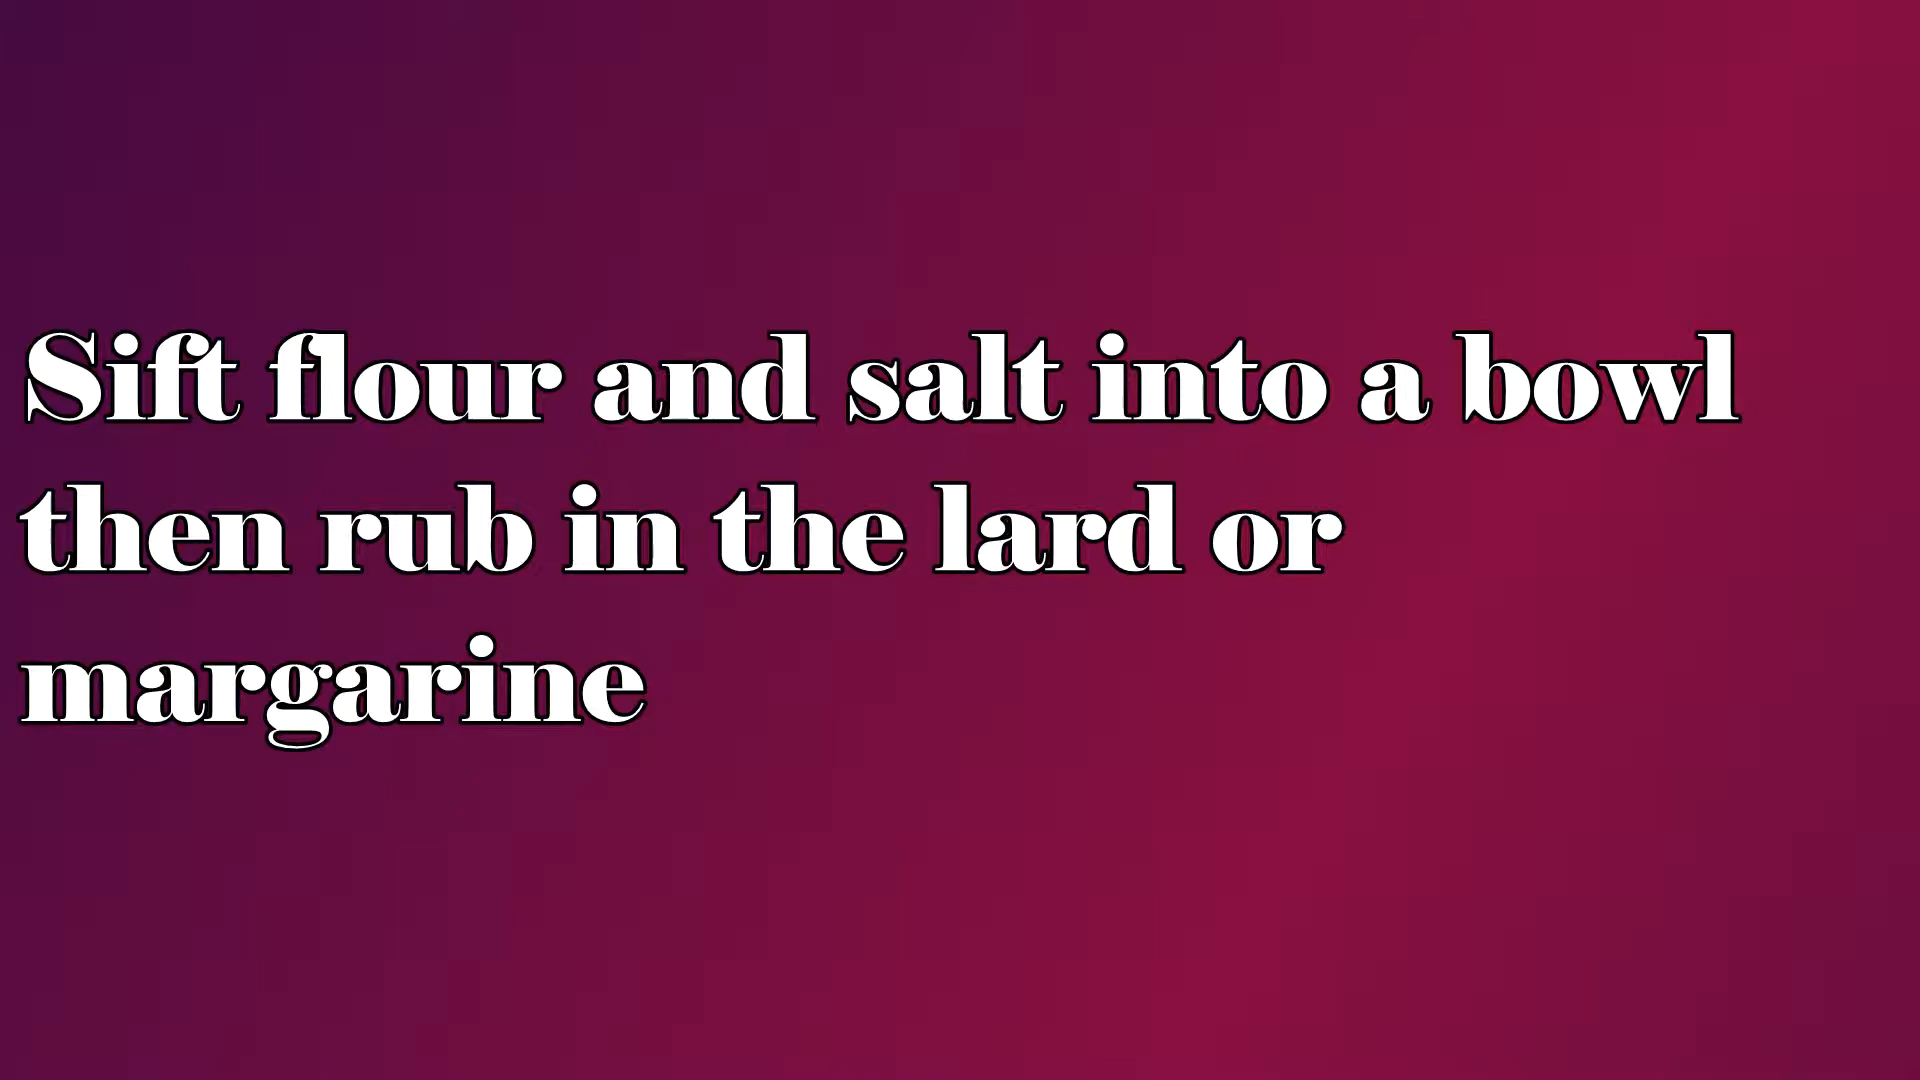 Sift flour and salt into a bowl
then rub in the lard or
margarine